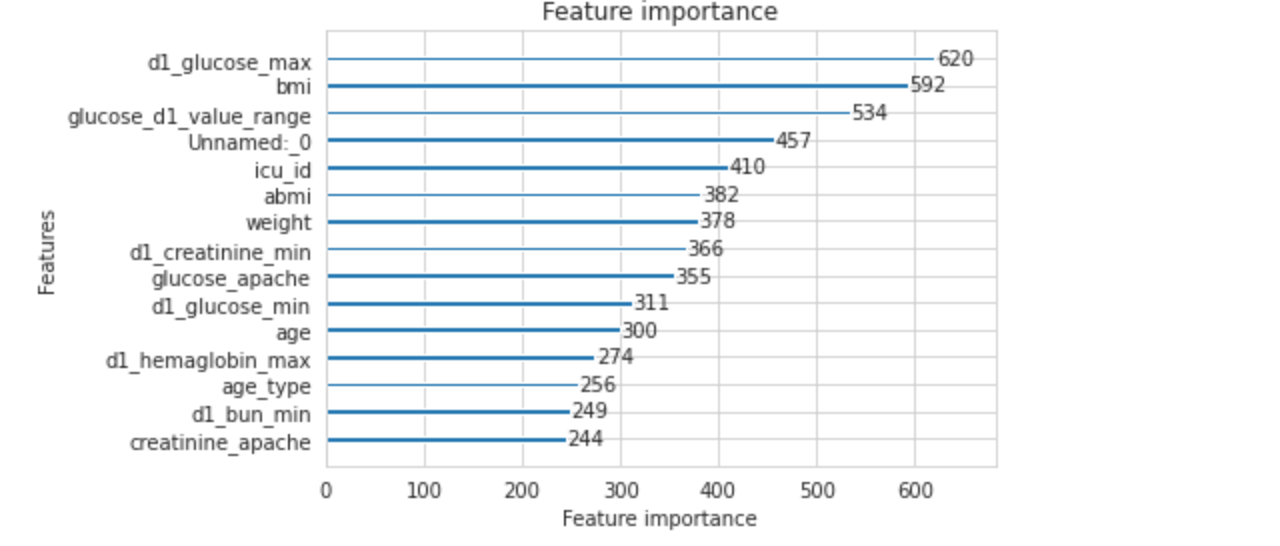 Feature importance
d1_glucose_max 620
bmi 592
glucose_d1_value_range 534
Unnamed:_0 457
icu_id 410
abmi 382
weight 378
d1_creatinine_min 366
glucose_apache 355
d1_glucose_min 311
age 300
d1_hemaglobin_max 274
age_type 256
d1_bun_min 249
creatinine_apache 244
Features
0 100 200 300 400 500 600
Feature importance